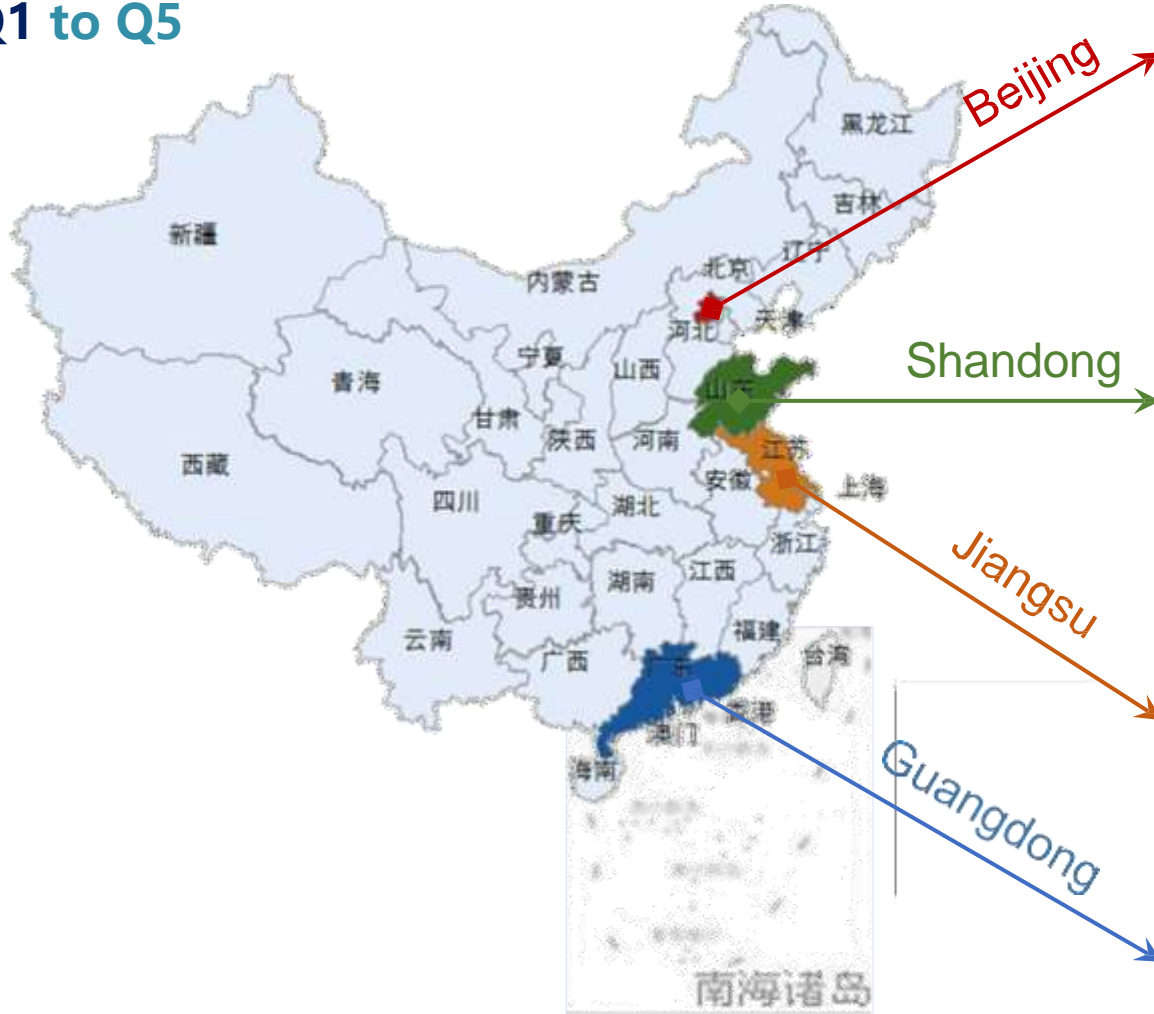 Q1 to Q5
Beijing
黑龙江
吉林
新疆
辽宁
北京
内蒙古
天津
河北
宁夏
山西
Shandong
青海
山东
甘肃
陕西
河南
江苏
西藏
安徽
上海
四川
湖北
重庆
浙江
Jiangsu
江西
湖南
贵州
福建
云南
广西
台湾
广东
香港
澳门
海南
Guangdong
南海诸岛